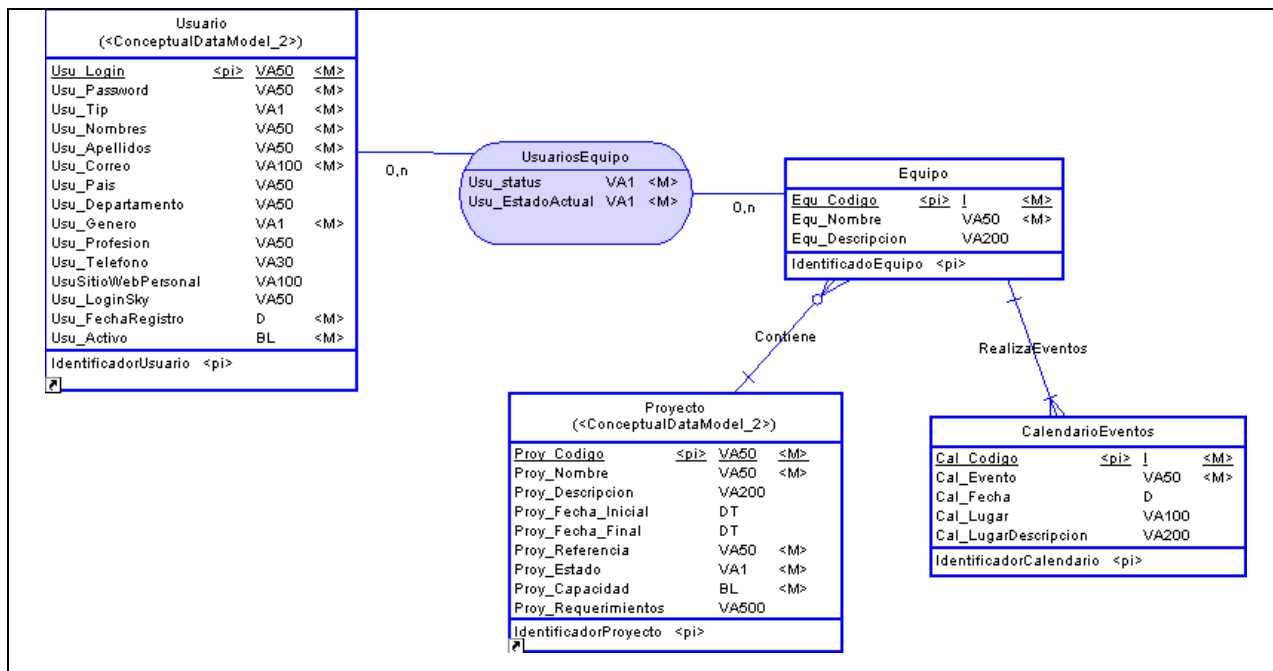 Usuario
(<ConceptualDataModel_2>)
Usu_Login <pi> VA50 <M>
Usu_Password VA50 <M>
Usu_Tip VA1 <M>
Usu_Nombres VA50 <M>
Usu_Apellidos VA50 <M>
Usu_Correo VA100 <M>
Usu_Pais VA50
Usu_Departamento VA50
Usu_Genero VA1 <M>
Usu_Profesion VA50
Usu_Telefono VA30
UsuSitioWebPersonal VA100
Usu_LoginSky VA50
Usu_FechaRegistro D <M>
Usu_Activo BL <M>
IdentificadorUsuario <pi>
0,n
UsuariosEquipo
Usu_status VA1 <M>
Usu_EstadoActual VA1 <M>
0,n
Equipo
Equ_Codigo <pi> I <M>
Equ_Nombre VA50 <M>
Equ_Descripcion VA200
IdentificadoEquipo <pi>
Contiene
RealizaEventos
Proyecto
(<ConceptualDataModel_2>)
Proy_Codigo <pi> VA50 <M>
Proy_Nombre VA50 <M>
Proy_Descripcion VA200
Proy_Fecha_Inicial DT
Proy_Fecha_Final DT
Proy_Referencia VA50 <M>
Proy_Estado VA1 <M>
Proy_Capacidad BL <M>
Proy_Requerimientos VA500
IdentificadorProyecto <pi>
CalendarioEventos
Cal_Codigo <pi> I <M>
Cal_Evento VA50 <M>
Cal_Fecha D
Cal_Lugar VA100
Cal_LugarDescripcion VA200
IdentificadorCalendario <pi>